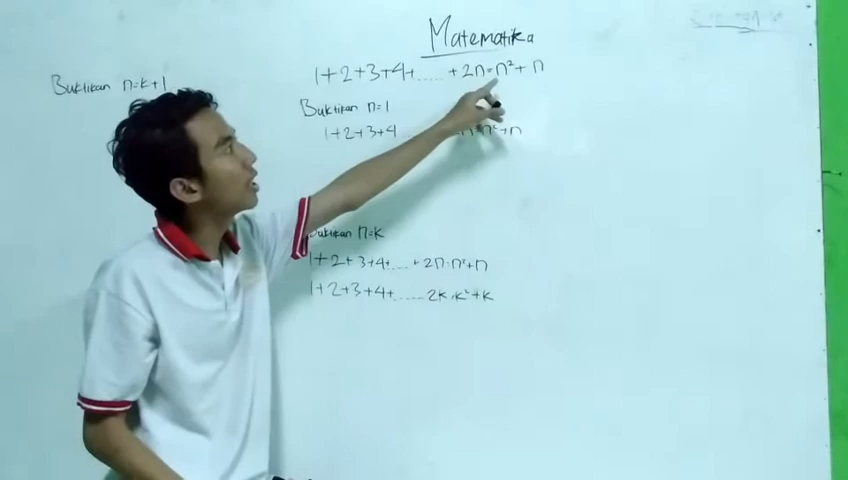 Matematika
1+2+3+4+.....+2n=n²+n
Buktikan n=k+1
Buktikan n=1
1+2+3+4 n²+n
Buktikan n=k
1+2+3+4+....+2n=n²+n
1+2+3+4+......2k=k²+k